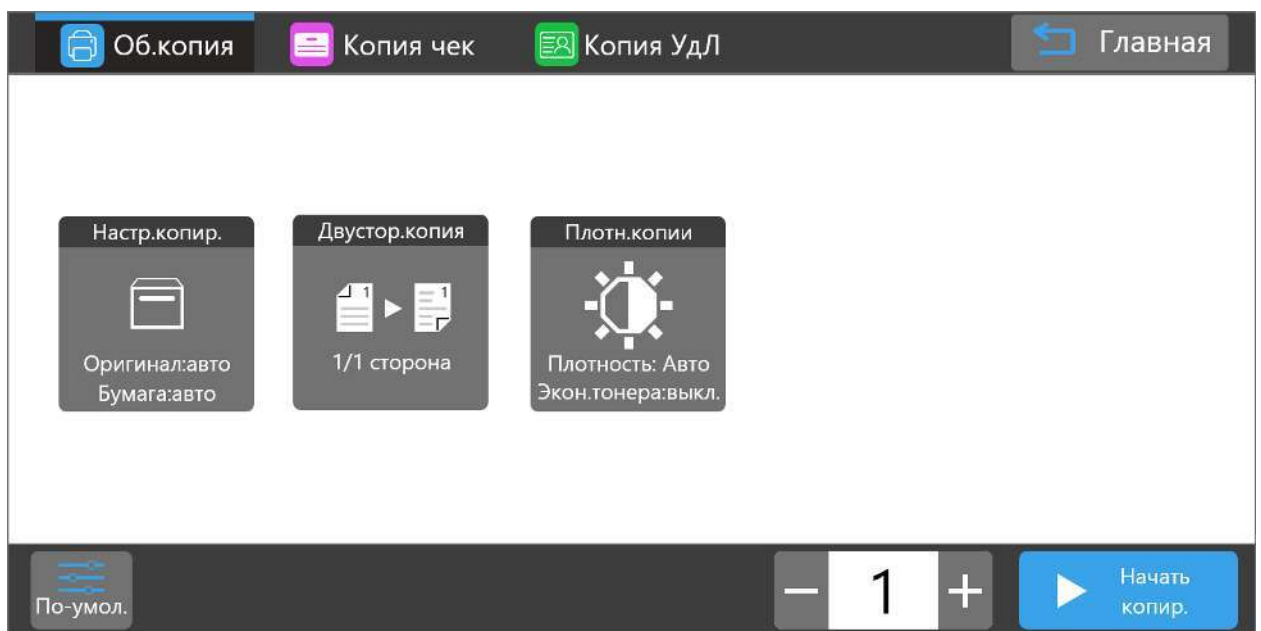 Об.копия
Копия чек
Копия УдЛ
Главная
Настр.копир.
Оригинал:авто
Бумага:авто
Двустор.копия
1
1
1/1 сторона
Плотн.копии
Плотность: Авто
Экон.тонера:выкл.
По-умол.
1
Начать
копир.